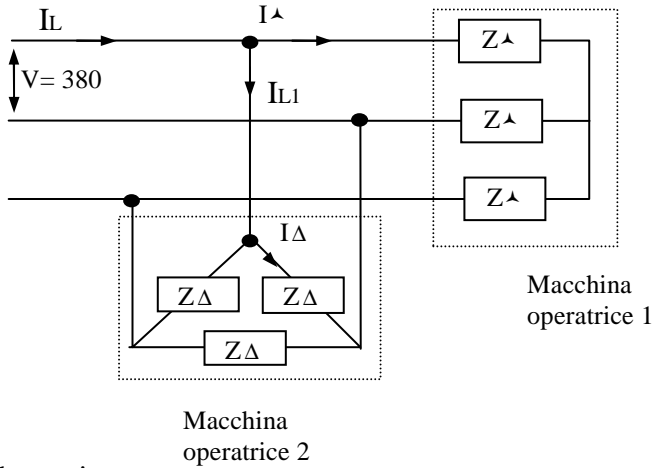 IL
I⅄
Z⅄
V= 380
IL1
Z⅄
Z⅄
IΔ
ZΔ
ZΔ
ZΔ
Macchina
operatrice 1
Macchina
operatrice 2